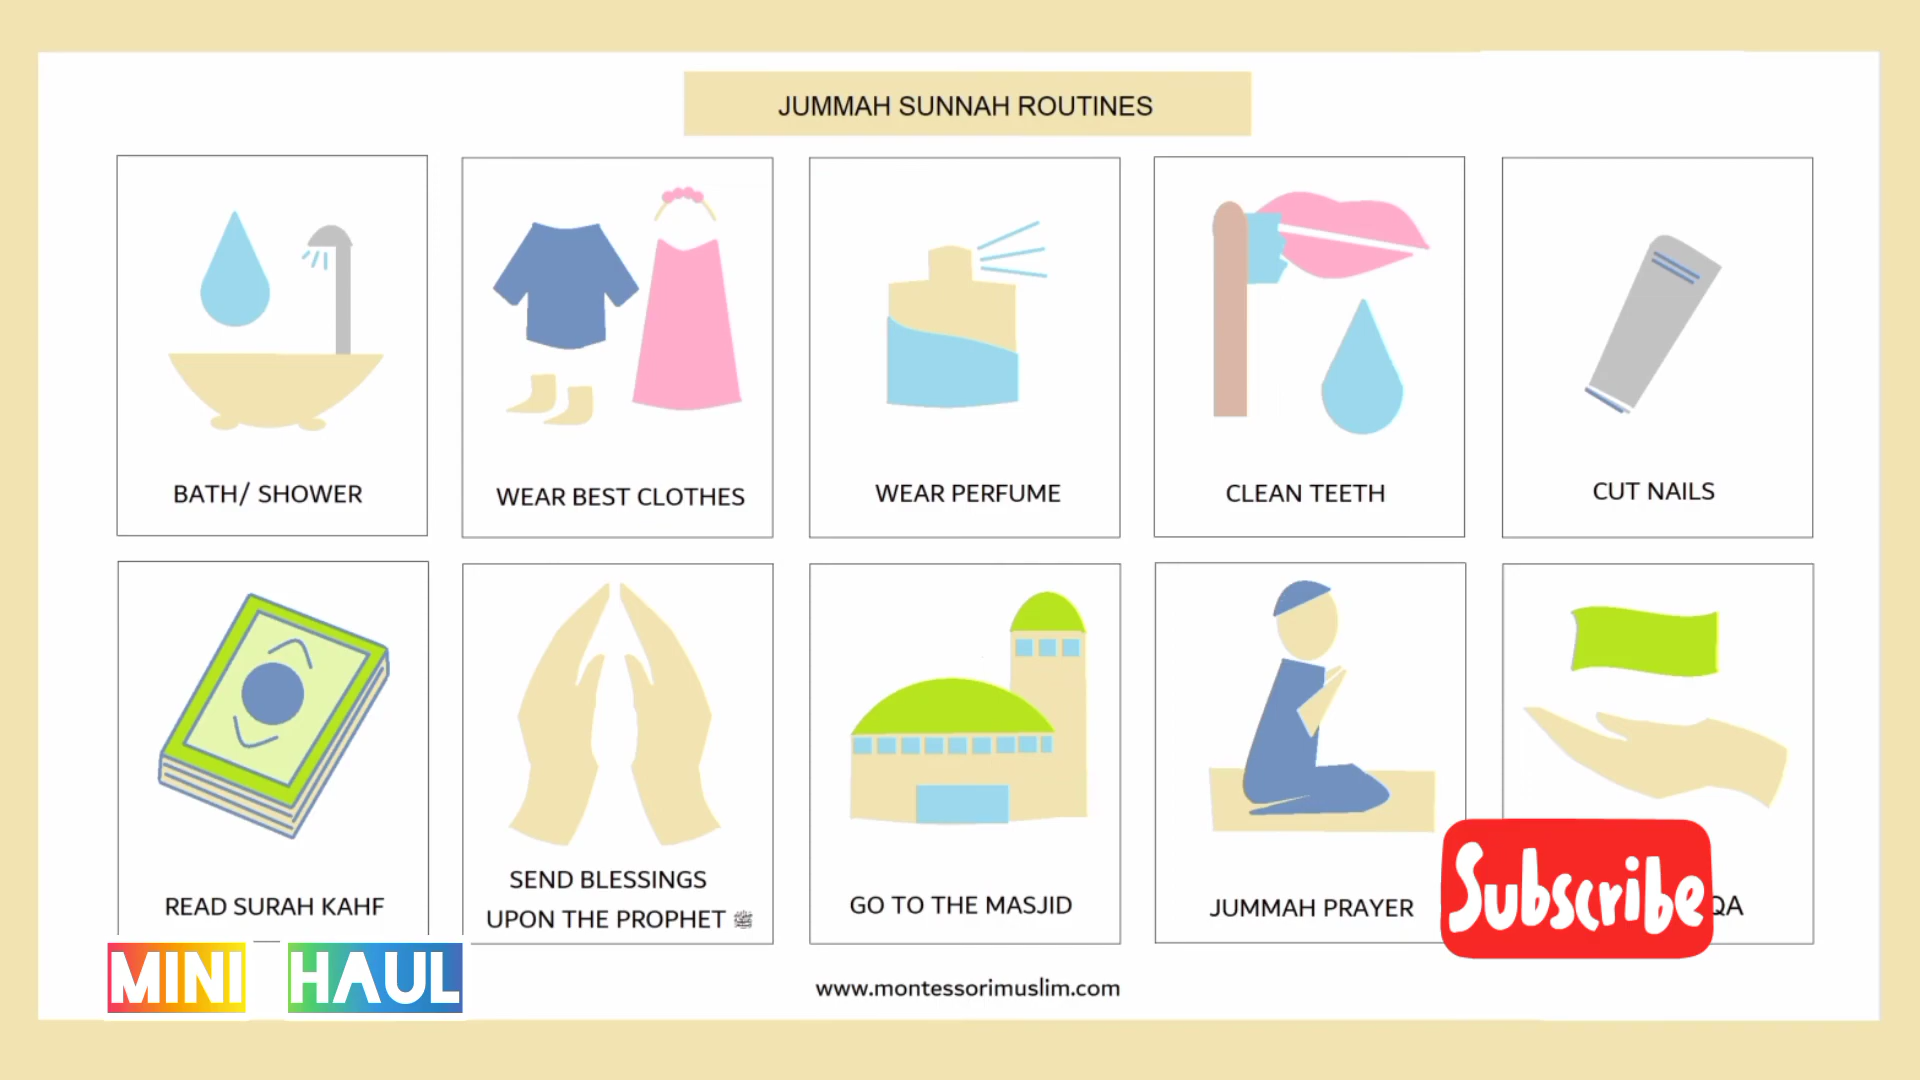 JUMMAH SUNNAH ROUTINES
BATH/ SHOWER
WEAR BEST CLOTHES
WEAR PERFUME
CLEAN TEETH
CUT NAILS
READ SURAH KAHF
SEND BLESSINGS
UPON THE PROPHET ﷺ
GO TO THE MASJID
JUMMAH PRAYER
QA
Subscribe
MINI HAUL
www.montessorimuslim.com